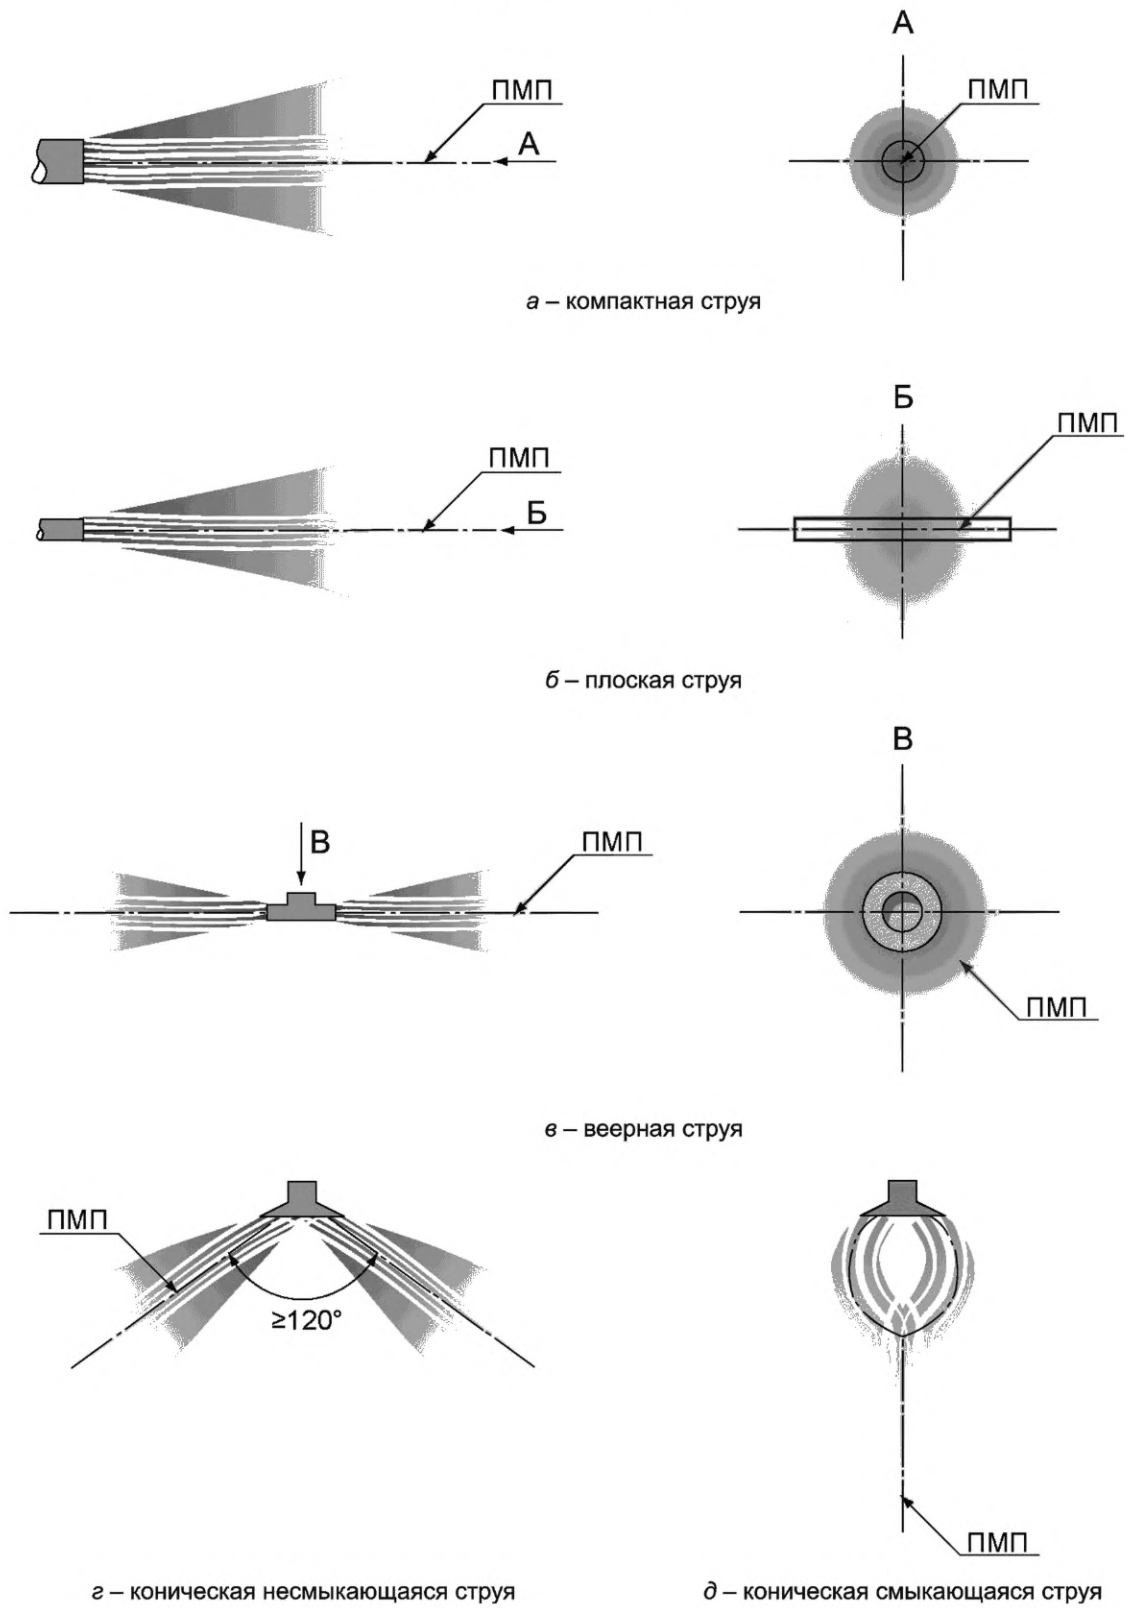 А
ПМП
А
ПМП
а – компактная струя
Б
ПМП
ПМП
Б
б – плоская струя
В
В
ПМП
ПМП
в – веерная струя
ПМП
≥120°
ПМП
г – коническая несмыкающаяся струя
д – коническая смыкающаяся струя